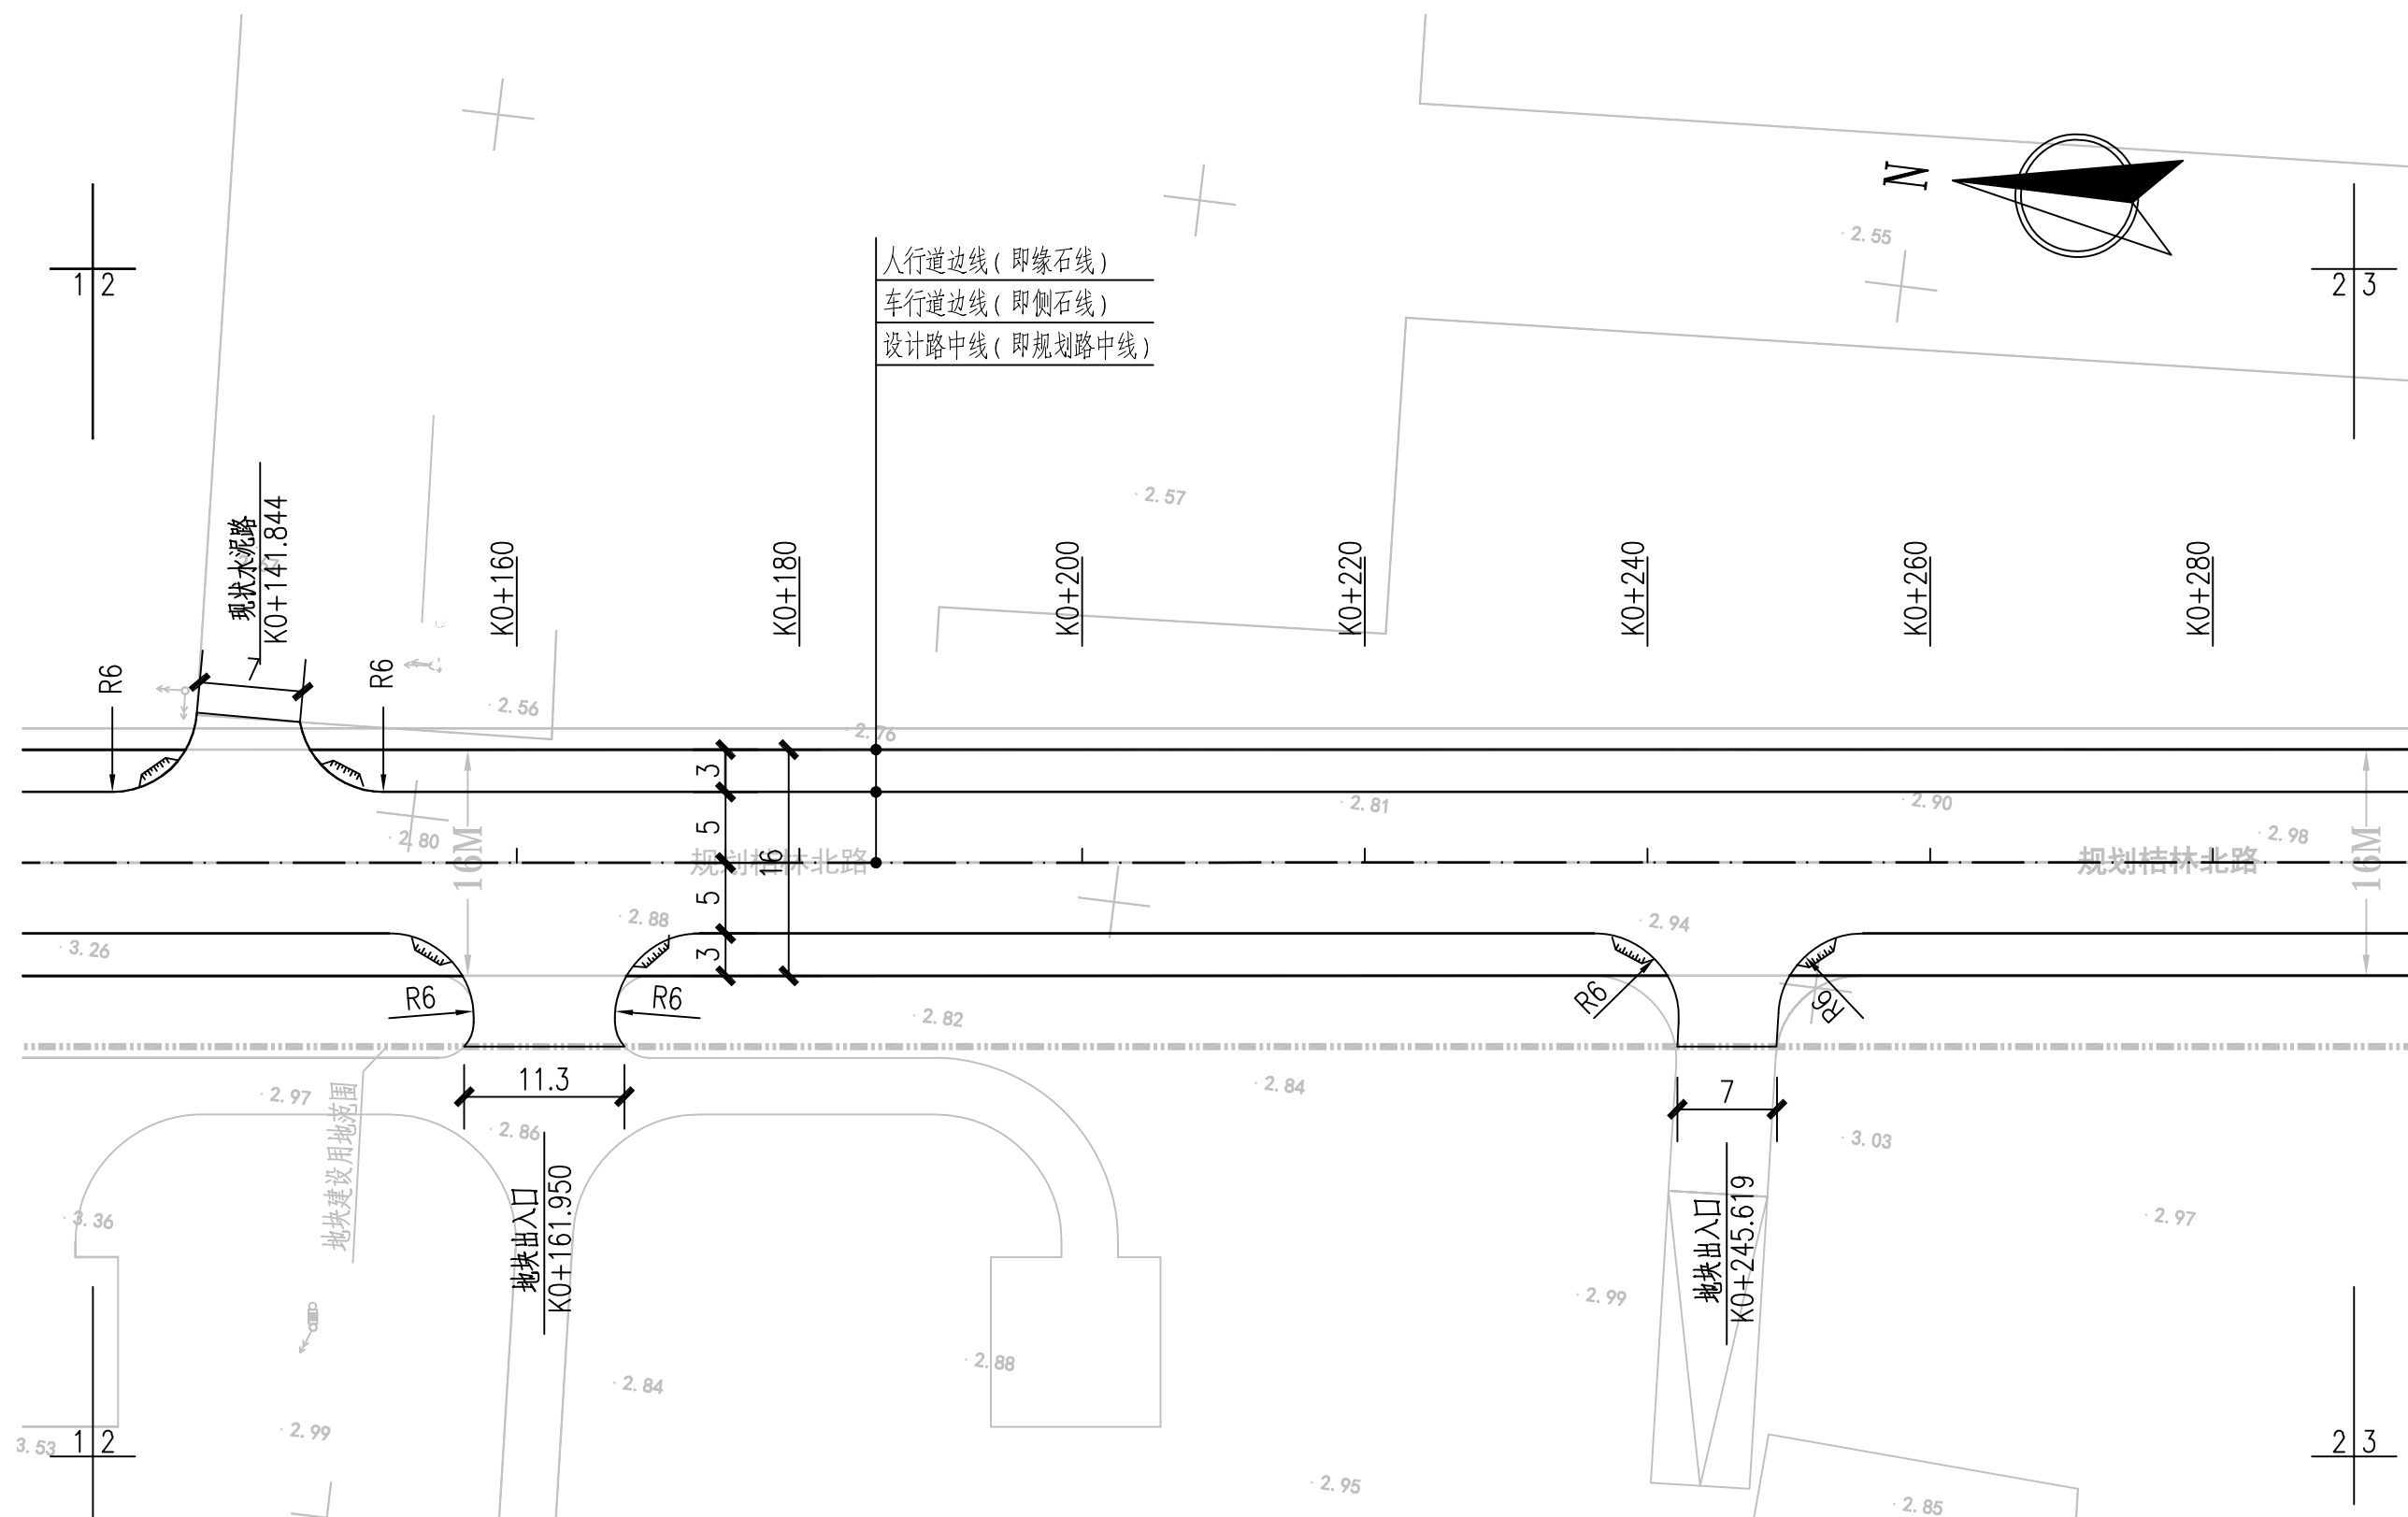 N
2.55
1 2
2 3
人行道边线(即缘石线)
车行道边线(即侧石线)
设计路中线(即规划路中线)
2.57
现状水泥路
K0+141.844
K0+160
K0+180
K0+200
K0+220
K0+240
K0+260
K0+280
R6
7
R6
2.56
2.76
3
5
5
3
16
2.80
16M
规划桔林北路
2.81
2.90
2.98
规划桔林北路
16M
3.26
2.88
2.94
R6
R6
2.82
R6
R6
11.3
7
2.97
2.86
2.84
3.03
地块建设用地范围
地块出入口
K0+161.950
地块出入口
K0+245.619
3.36
2.97
2.99
2.88
2.84
2.99
3.53
1 2
2 3
2.95
2.85